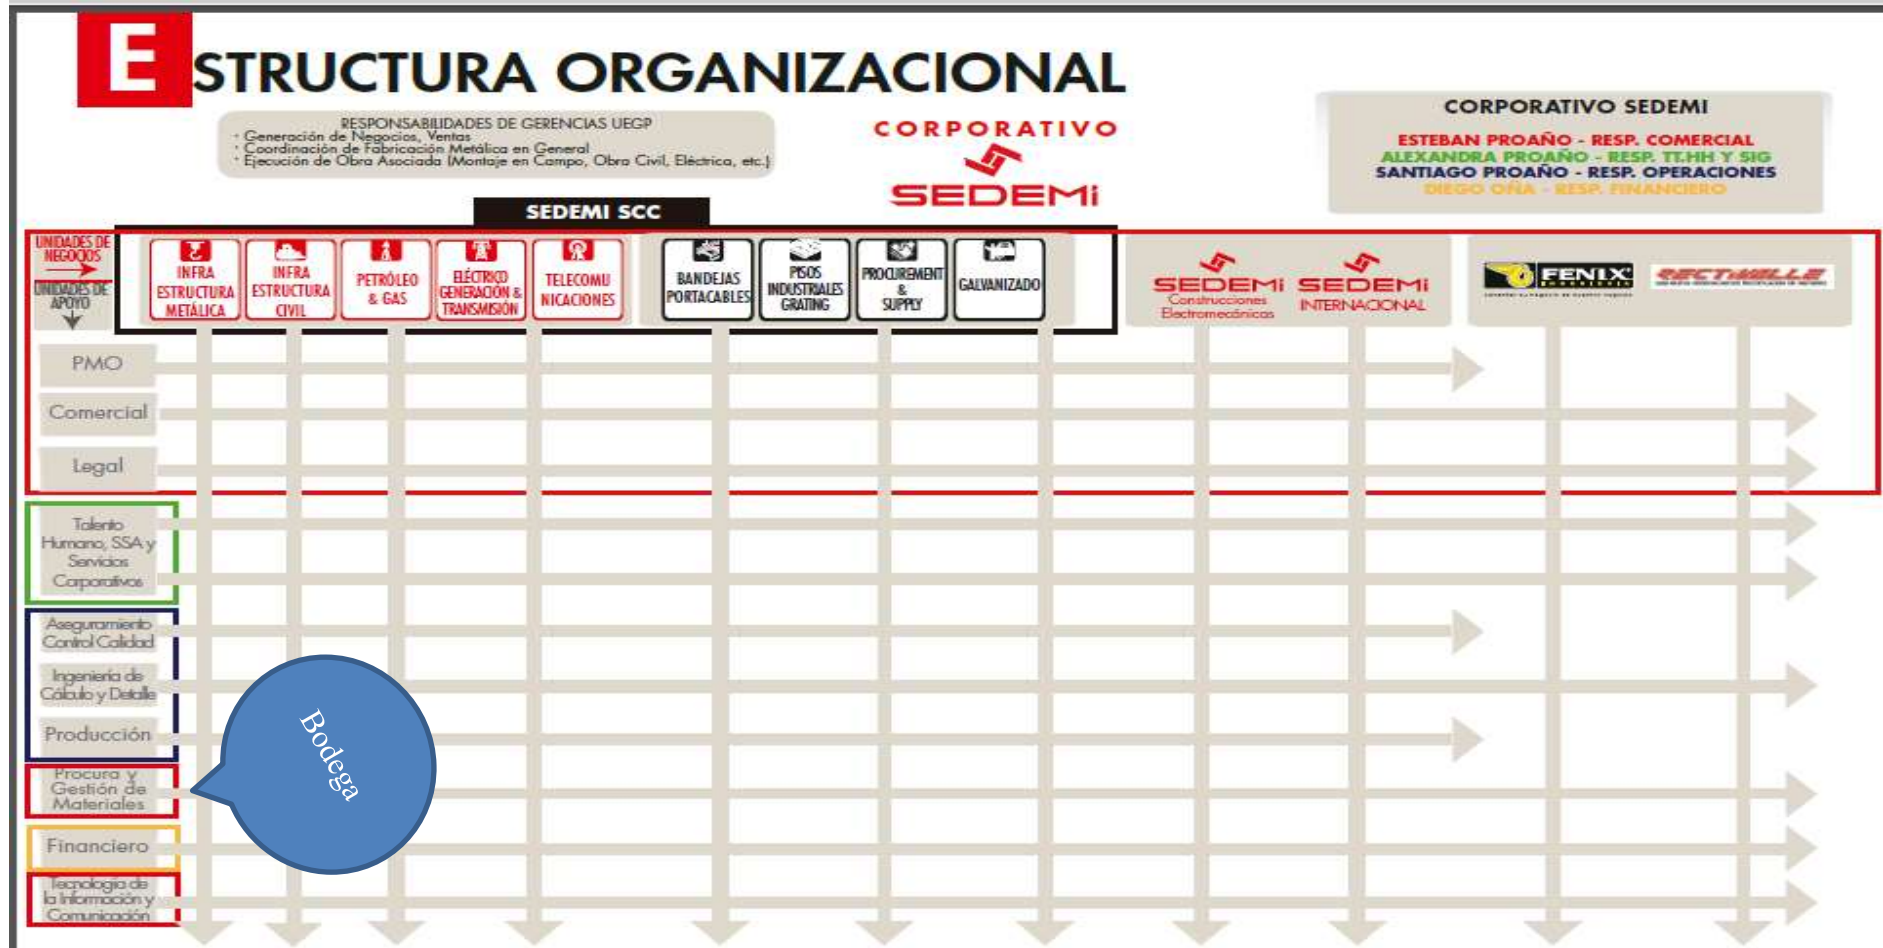 ESTRUCTURA ORGANIZACIONAL
RESPONSABILIDADES DE GERENCIAS UEGP
· Generación de Negocios, Ventas
· Coordinación de Fabricación Metálica en General
· Ejecución de Obra Asociada (Montaje en Campo, Obra Civil, Eléctrica, etc.)
CORPORATIVO
SEDEMi
CORPORATIVO SEDEMI
ESTEBAN PROAÑO - RESP. COMERCIAL
ALEXANDRA PROAÑO - RESP. TT.HH Y SIG
SANTIAGO PROAÑO - RESP. OPERACIONES
DIEGO OÑA - RESP. FINANCIERO
SEDEMI SCC
UNIDADES DE
NEGOCIOS
UNIDADES DE
APOYO
INFRA
ESTRUCTURA
METÁLICA
INFRA
ESTRUCTURA
CIVIL
PETRÓLEO
& GAS
ELÉCTRICO
GENERACIÓN &
TRANSMISIÓN
TELECOMU
NICACIONES
BANDEJAS
PORTACABLES
PISOS
INDUSTRIALES
GRATING
PROCUREMENT
&
SUPPLY
GALVANIZADO
SEDEMi
Construcciones
Electromecánicas
SEDEMi
INTERNACIONAL
FENIX
RECTIVALLE
PMO
Comercial
Legal
Talento
Humano, SSA y
Servicios
Corporativos
Aseguramiento
Control Calidad
Ingeniería de
Cálculo y Detalle
Producción
Bodega
Procura y
Gestión de
Materiales
Financiero
Tecnología de
la Información y
Comunicación